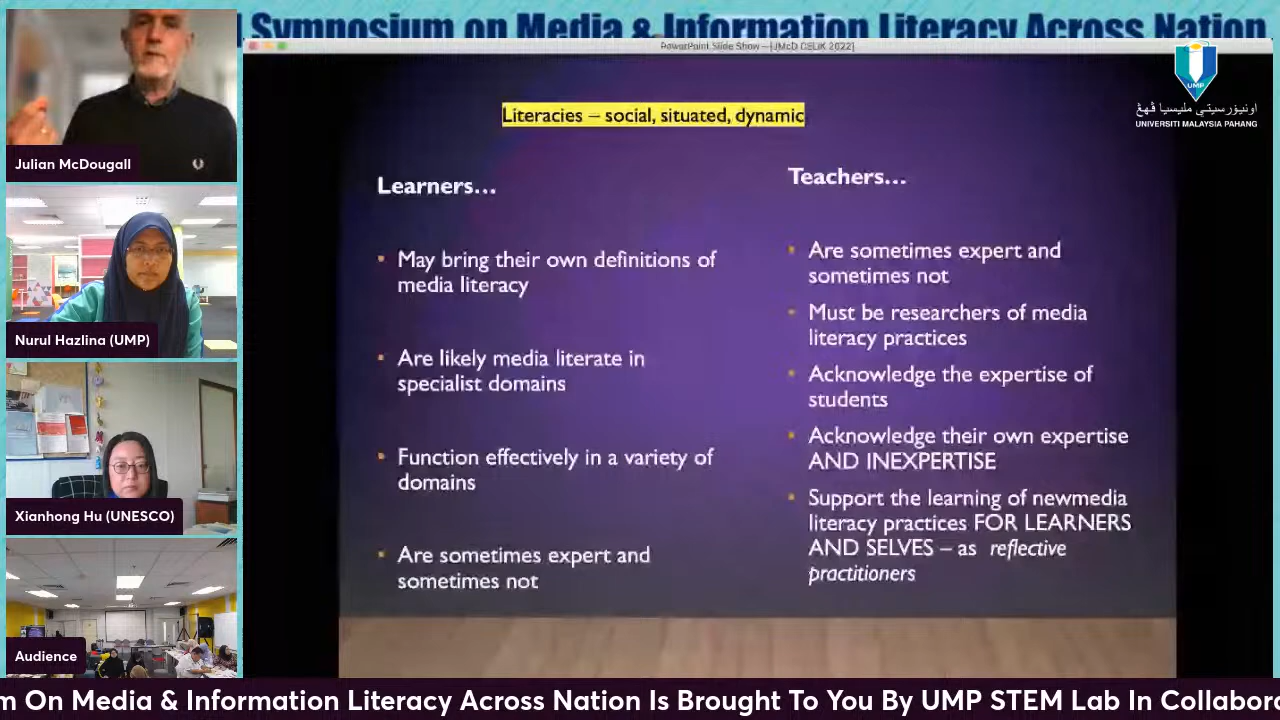 l Symposium on Media & Information Literacy Across Nation
PowerPoint Slide Show – [JMcD CELIK 2022]
UMP
اونيۏرسيتي مليسيا ڤهڠ
UNIVERSITI MALAYSIA PAHANG
Literacies – social, situated, dynamic
Learners…
May bring their own definitions of
media literacy
Are likely media literate in
specialist domains
Function effectively in a variety of
domains
Are sometimes expert and
sometimes not
Teachers…
Are sometimes expert and
sometimes not
Must be researchers of media
literacy practices
Acknowledge the expertise of
students
Acknowledge their own expertise
AND INEXPERTISE
Support the learning of newmedia
literacy practices FOR LEARNERS
AND SELVES – as reflective
practitioners
Julian McDougall
Nurul Hazlina (UMP)
Xianhong Hu (UNESCO)
Audience
m On Media & Information Literacy Across Nation Is Brought To You By UMP STEM Lab In Collabora